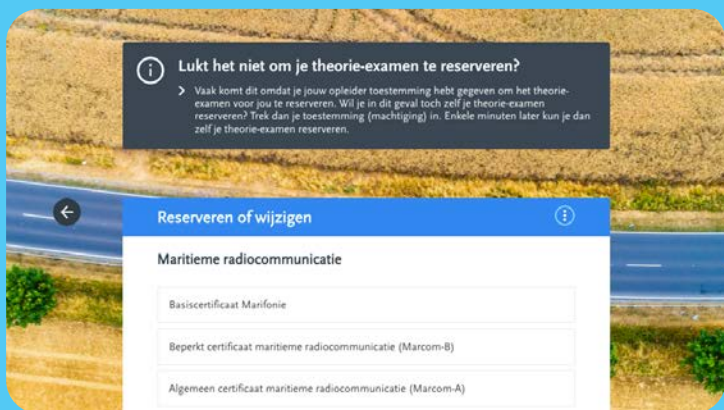 Lukt het niet om je theorie-examen te reserveren?
Vaak komt dit omdat je jouw opleider toestemming hebt gegeven om het theorie-
examen voor jou te reserveren. Wil je in dit geval toch zelf je theorie-examen
reserveren? Trek dan je toestemming (machtiging) in. Enkele minuten later kun je dan
zelf je theorie-examen reserveren.
Reserveren of wijzigen
Maritieme radiocommunicatie
Basiscertificaat Marifonie
Beperkt certificaat maritieme radiocommunicatie (Marcom-B)
Algemeen certificaat maritieme radiocommunicatie (Marcom-A)